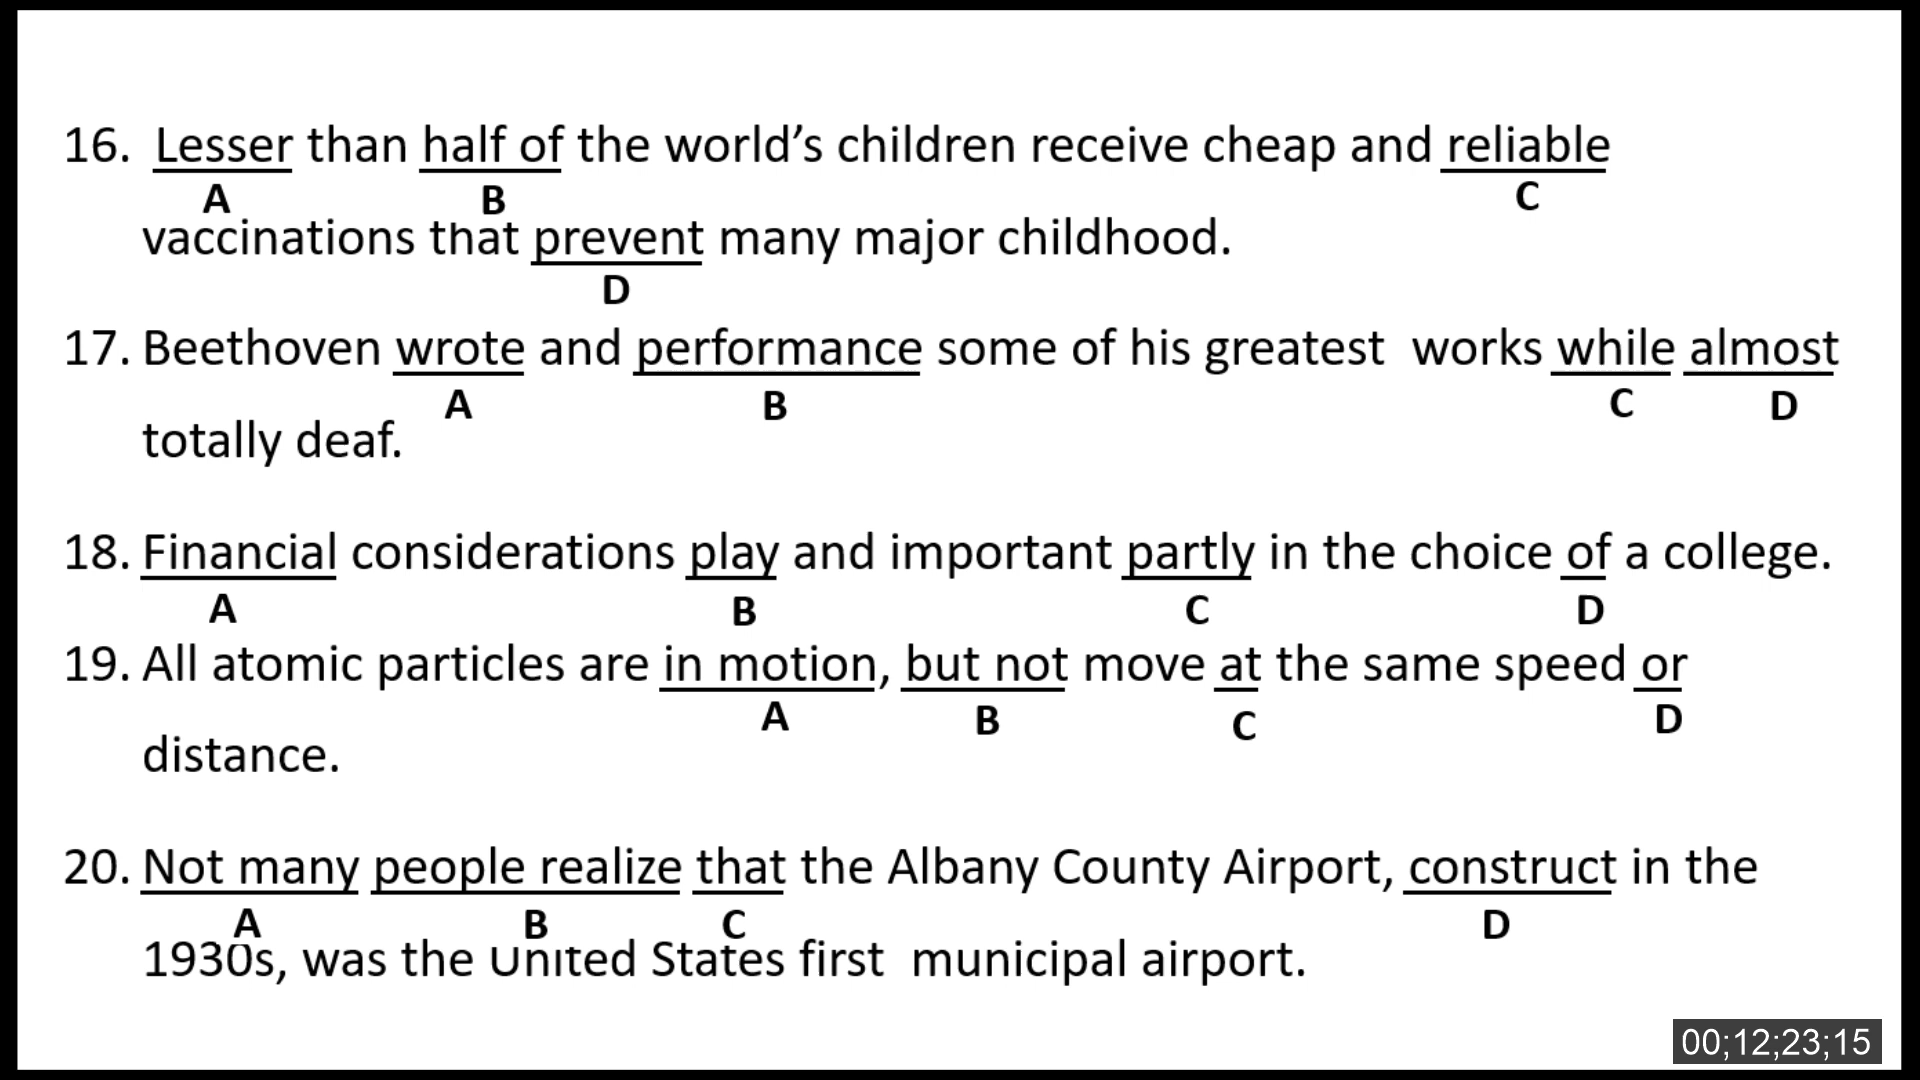 16. Lesser than half of the world’s children receive cheap and reliable
A B C
vaccinations that prevent many major childhood.
D
17. Beethoven wrote and performance some of his greatest works while almost
A B C D
totally deaf.
18. Financial considerations play and important partly in the choice of a college.
A B C D
19. All atomic particles are in motion, but not move at the same speed or
A B C D
distance.
20. Not many people realize that the Albany County Airport, construct in the
A B C D
1930s, was the United States first municipal airport.
00;12;23;15